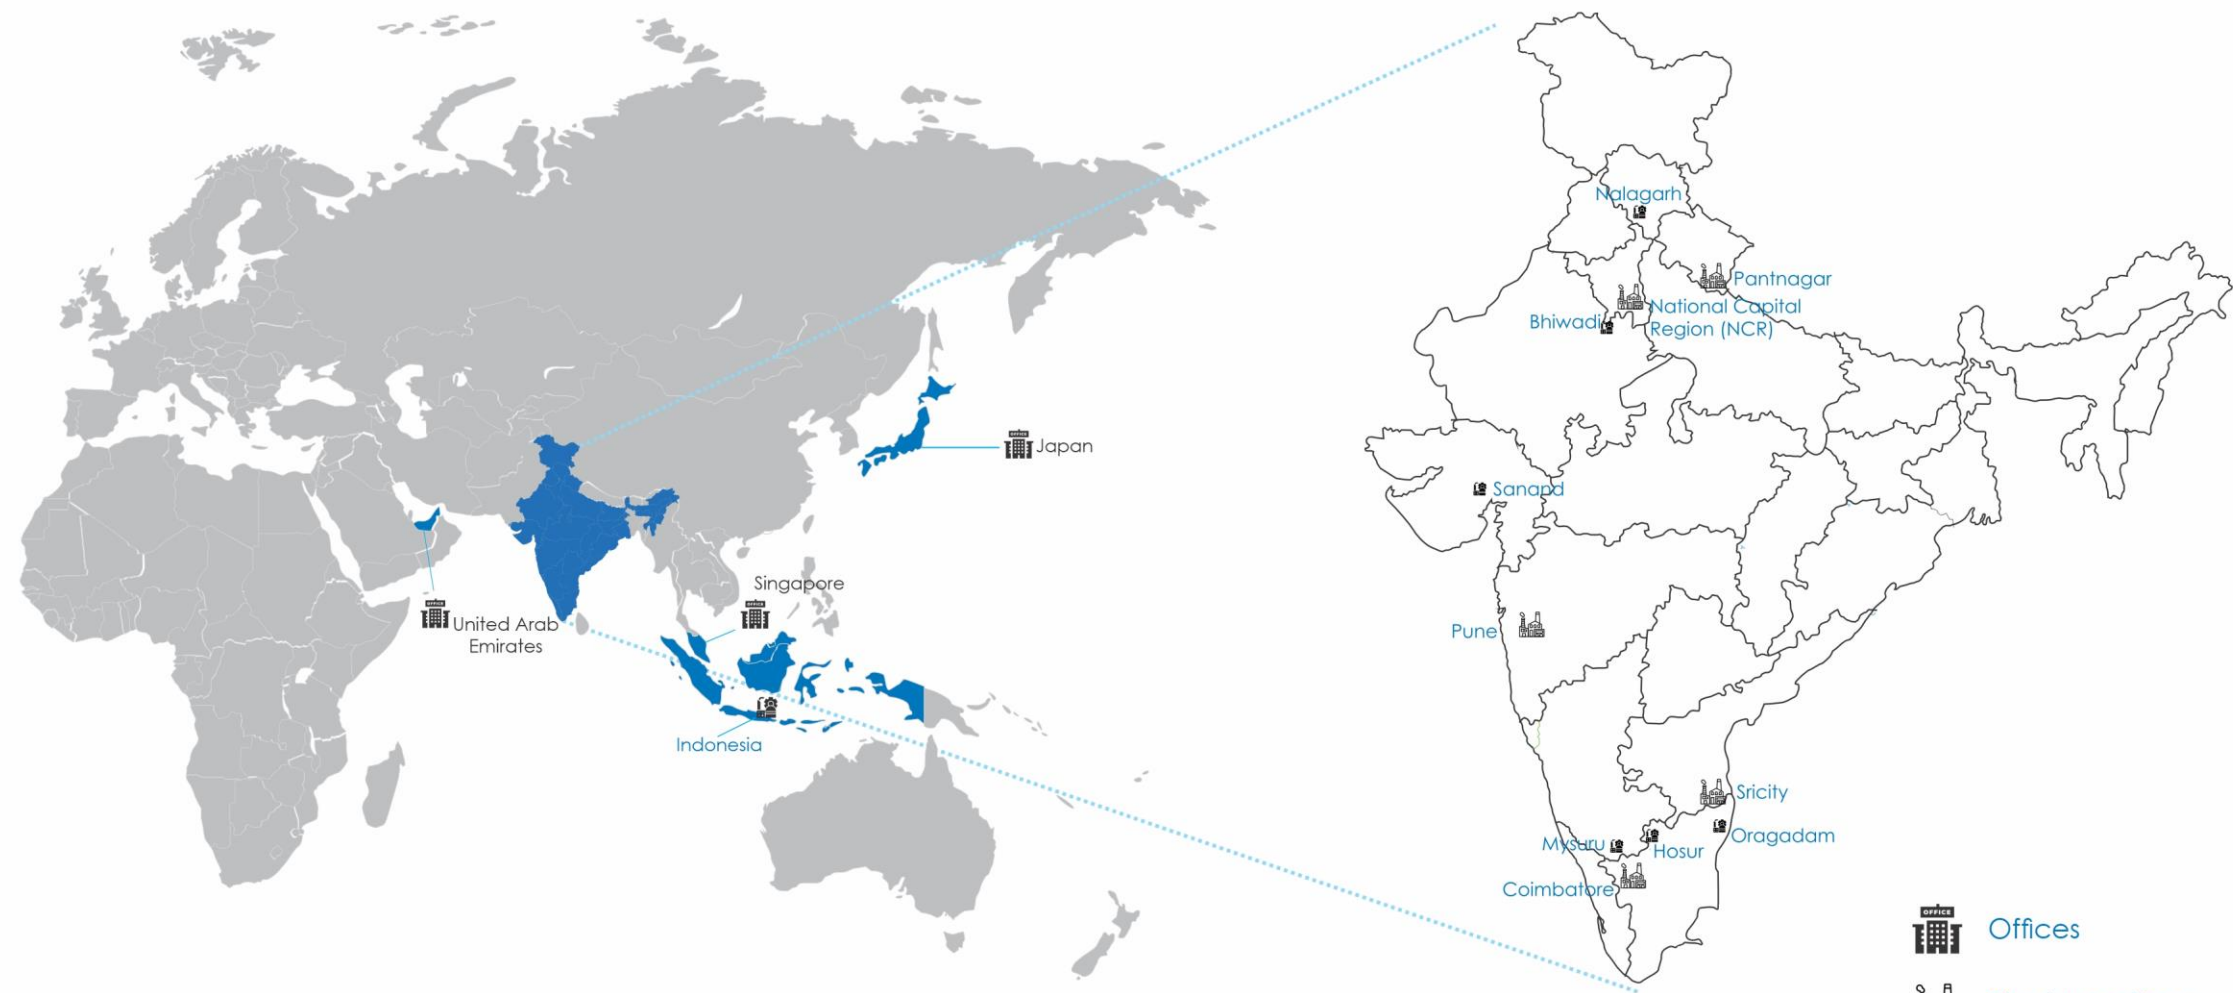 Japan
Singapore
United Arab
Emirates
Indonesia
Nalagarh
Pantnagar
National Capital
Region (NCR)
Bhiwadi
Sanand
Pune
Sricity
Oragadam
Mysuru
Hosur
Coimbatore
OFFICE
Offices